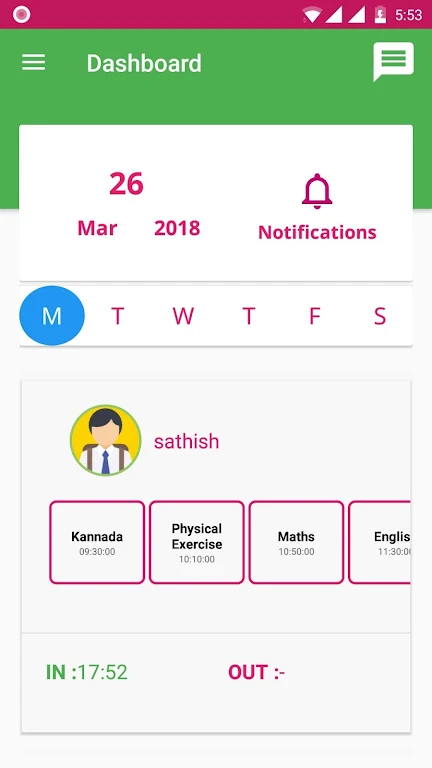 5:53
Dashboard
26
Mar 2018
Notifications
M T W T F S
sathish
Kannada
09:30:00
Physical
Exercise
10:10:00
Maths
10:50:00
Englis
11:30:0
IN :17:52
OUT :-